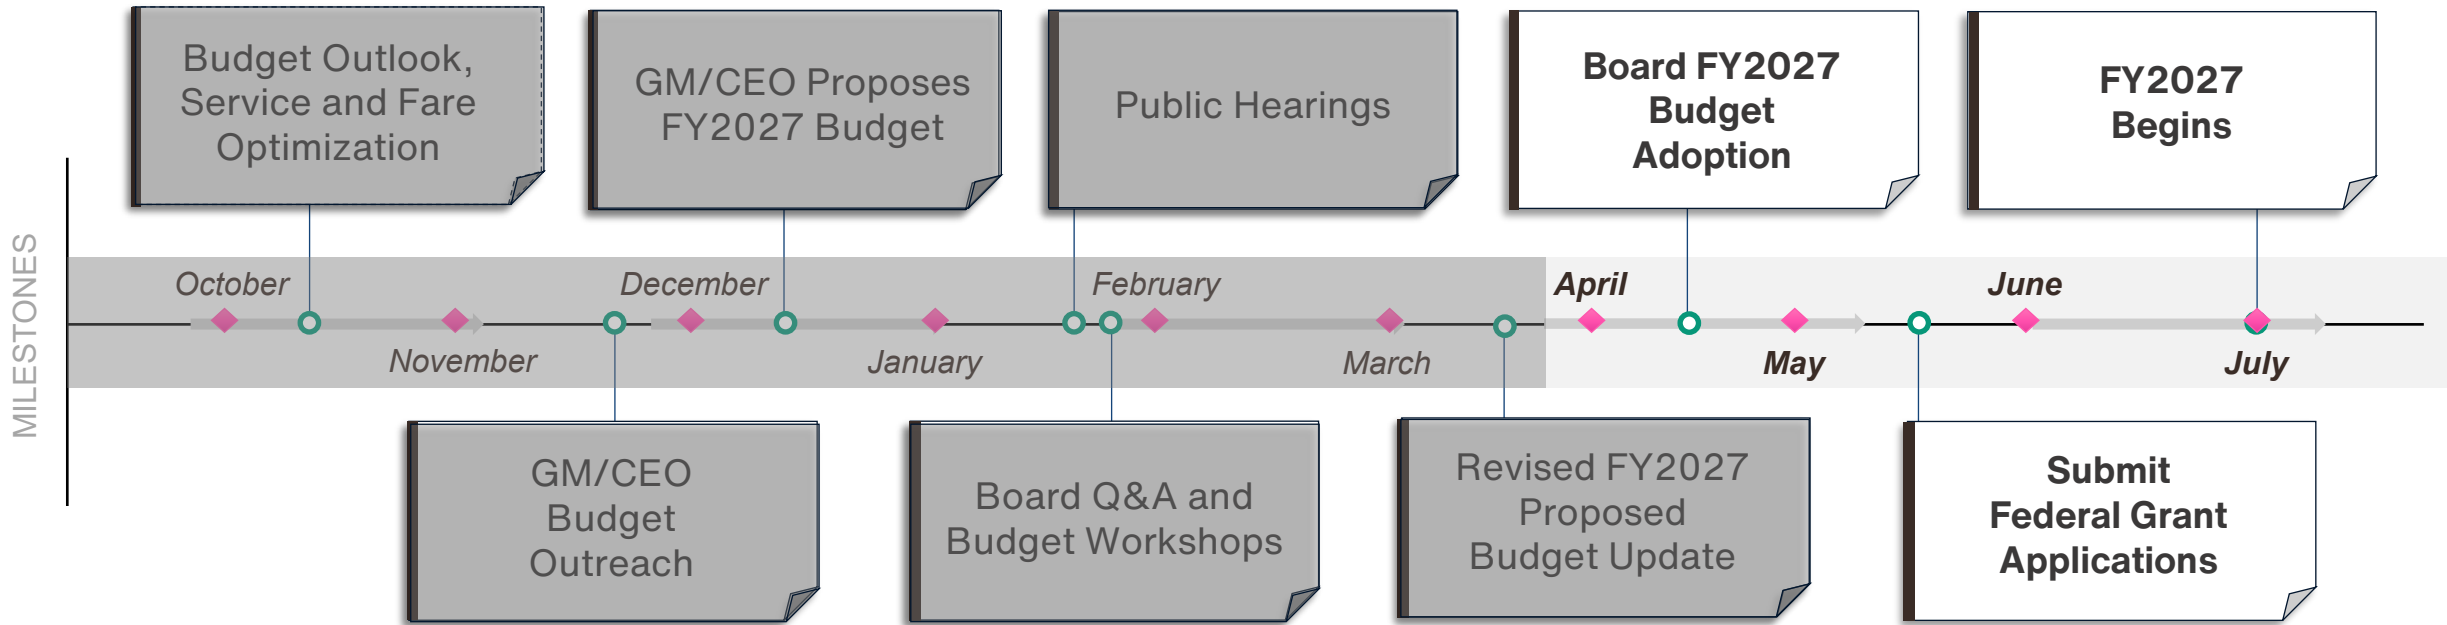 Budget Outlook,
Service and Fare
Optimization
GM/CEO Proposes
FY2027 Budget
Public Hearings
Board FY2027
Budget
Adoption
FY2027
Begins
MILESTONES
October
November
December
January
February
March
April
May
June
July
GM/CEO
Budget
Outreach
Board Q&A and
Budget Workshops
Revised FY2027
Proposed
Budget Update
Submit
Federal Grant
Applications